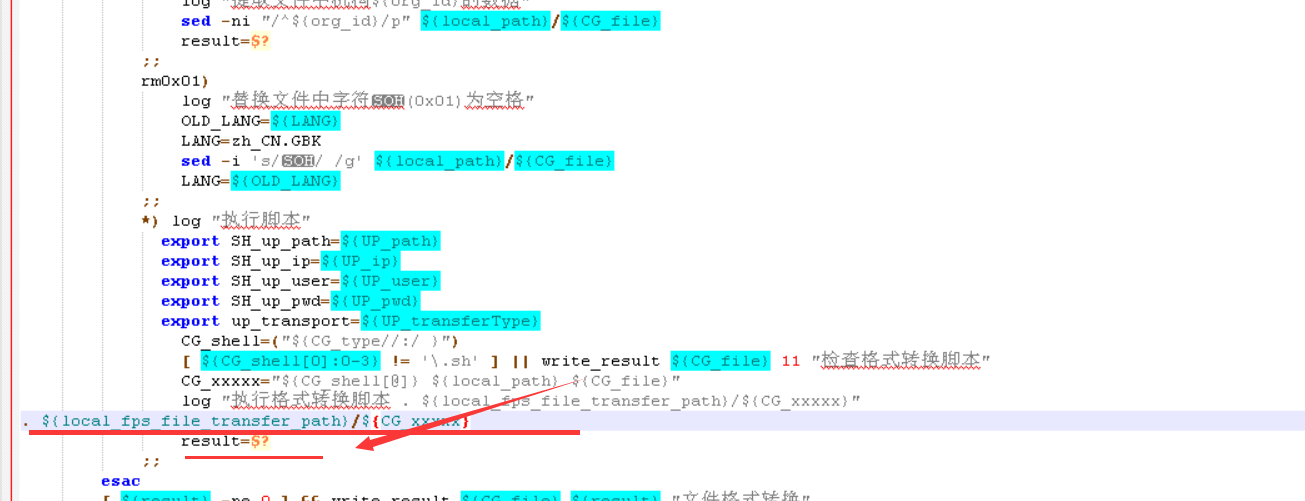 log "提取文件中机构${org_id}的数据"
sed -ni "/^${org_id}/p" ${local_path}/${CG_file}
result=$?
;;
rm0x01)
log "替换文件中字符SOH(0x01)为空格"
OLD_LANG=${LANG}
LANG=zh_CN.GBK
sed -i 's/SOH/ /g' ${local_path}/${CG_file}
LANG=${OLD_LANG}
;;
*) log "执行脚本"
export SH_up_path=${UP_path}
export SH_up_ip=${UP_ip}
export SH_up_user=${UP_user}
export SH_up_pwd=${UP_pwd}
export up_transport=${UP_transferType}
CG_shell=("${CG_type//:/ }")
[ ${CG_shell[0]:0-3} != '\.sh' ] || write_result ${CG_file} 11 "检查格式转换脚本"
CG_xxxxx="${CG_shell[@]} ${local_path} ${CG_file}"
log "执行格式转换脚本 . ${local_fps_file_transfer_path}/${CG_xxxxx}"
. ${local_fps_file_transfer_path}/${CG_xxxxx}
result=$?
;;
esac
[ ${result} -ne 0 ] && write_result ${CG_file} ${result} "文件格式转换"